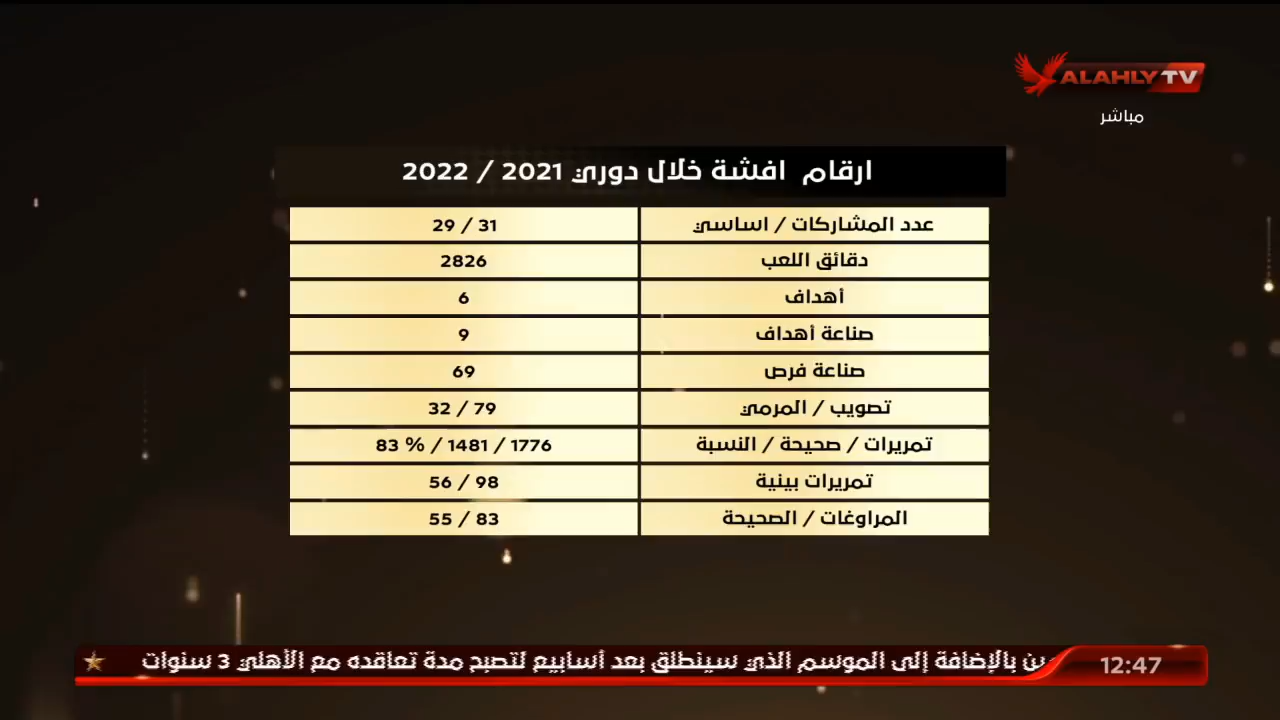 ALAHLY TV
مباشر
ارقام افشة خلال دوري 2021 / 2022
عدد المشاركات / اساسي 31 / 29
دقائق اللعب 2826
أهداف 6
صناعة أهداف 9
صناعة فرص 69
تصويب / المرمي 79 / 32
تمريرات / صحيحة / النسبة 1776 / 1481 / % 83
تمريرات بينية 98 / 56
المراوغات / الصحيحة 83 / 55
بالإضافة إلى الموسم الذي سينطلق بعد أسابيع لتصبح مدة تعاقده مع الأهلي 3 سنوات
12:47